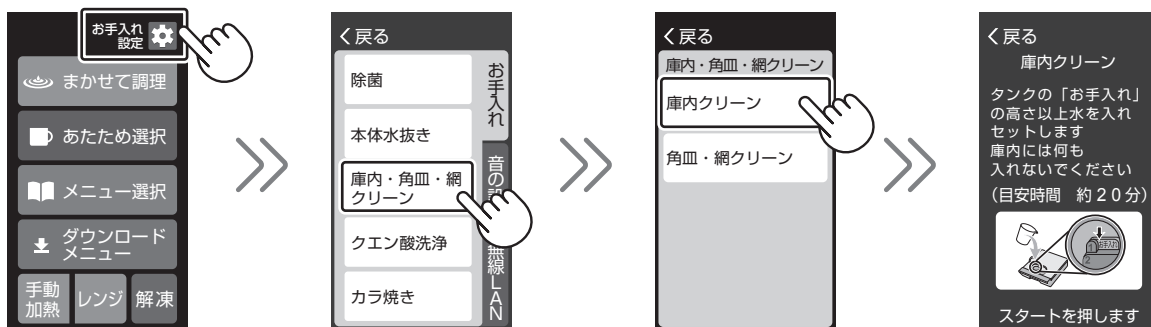 お手入れ
設定
まかせて調理
あたため選択
メニュー選択
ダウンロード
メニュー
手動
加熱
レンジ
解凍
戻る
除菌
本体水抜き
庫内・角皿・網
クリーン
クエン酸洗浄
カラ焼き
お手入れ
音の設
無線LAN
戻る
庫内・角皿・網クリーン
庫内クリーン
角皿・網クリーン
戻る
庫内クリーン
タンクの「お手入れ」
の高さ以上水を入れ
セットします
庫内には何も
入れないでください
（目安時間 約２０分）
1
お手入れ
2
スタートを押します